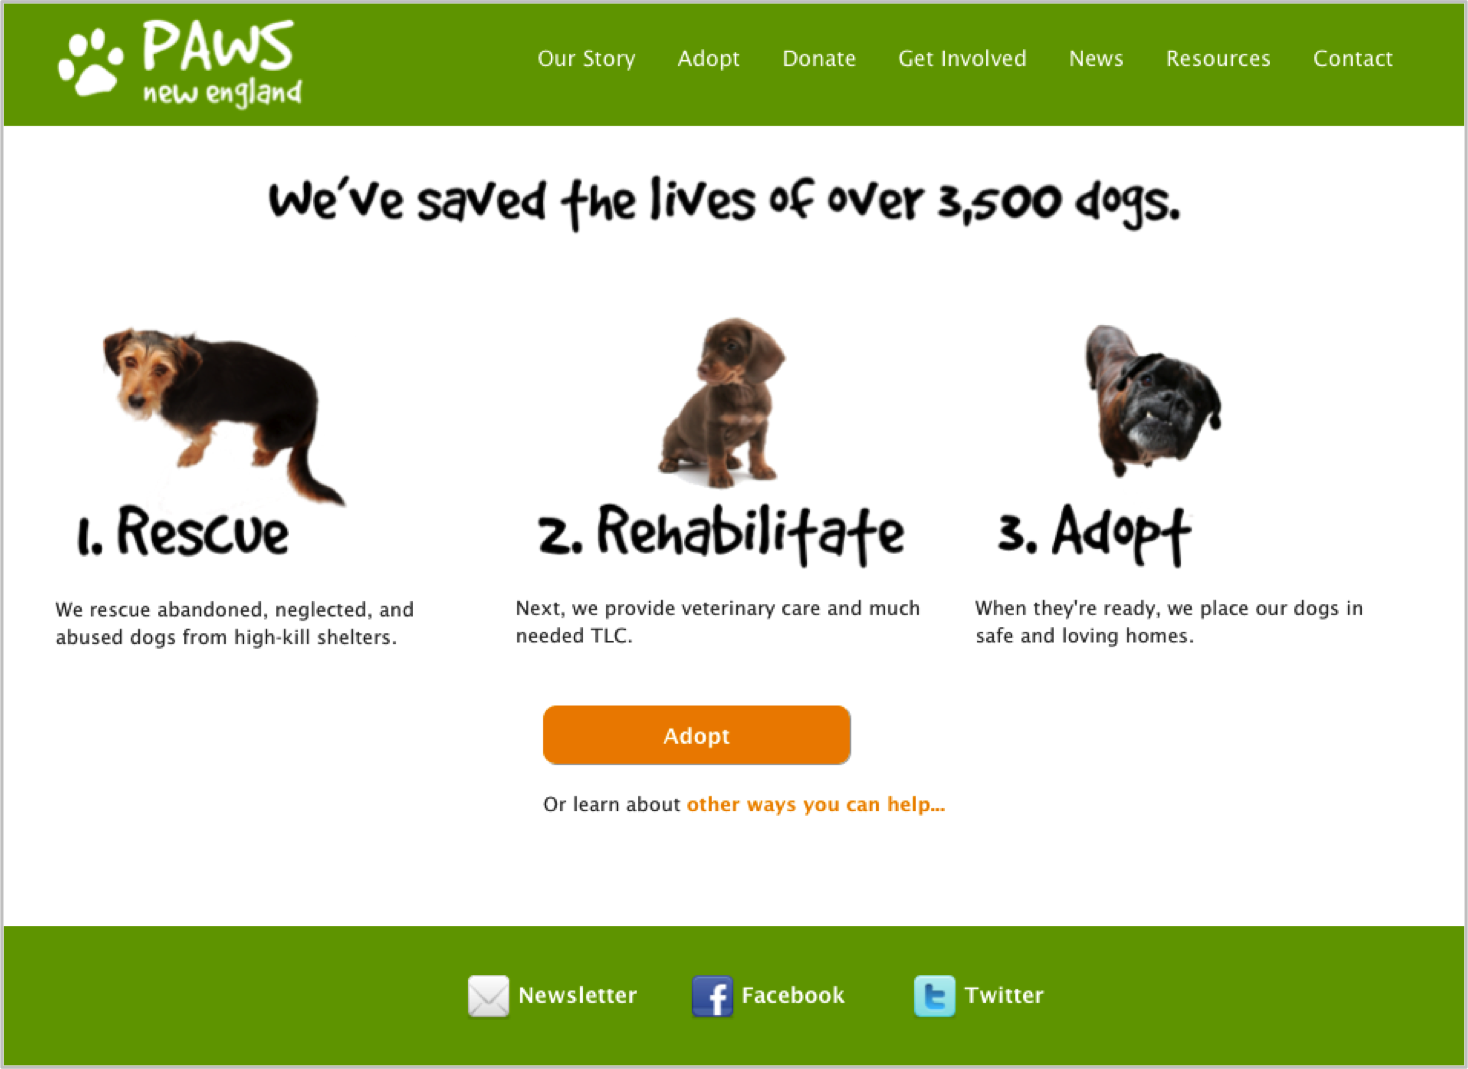 PAWS
new england
Our Story Adopt Donate Get Involved News Resources Contact
We've saved the lives of over 3,500 dogs.
1. Rescue
We rescue abandoned, neglected, and
abused dogs from high-kill shelters.
2. Rehabilitate
Next, we provide veterinary care and much
needed TLC.
3. Adopt
When they're ready, we place our dogs in
safe and loving homes.
Adopt
Or learn about other ways you can help...
Newsletter Facebook Twitter